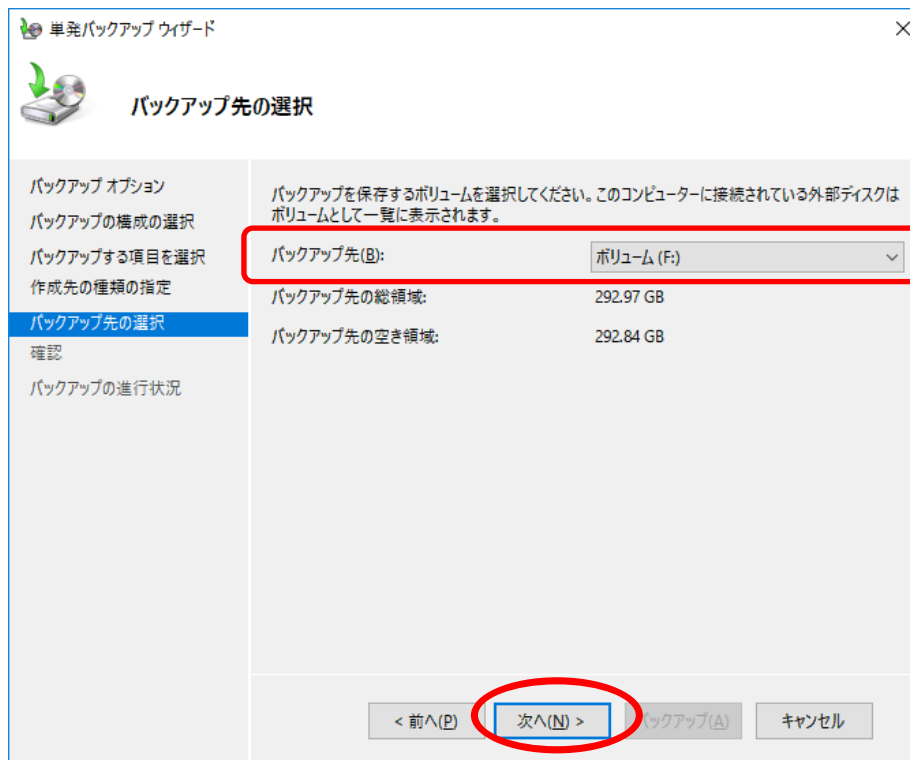 単発バックアップ ウィザード
バックアップ先の選択
バックアップ オプション
バックアップの構成の選択
バックアップする項目を選択
作成先の種類の指定
バックアップ先の選択
確認
バックアップの進行状況
バックアップを保存するボリュームを選択してください。このコンピューターに接続されている外部ディスクは
ボリュームとして一覧に表示されます。
バックアップ先(B): ボリューム (F:)
バックアップ先の総領域: 292.97 GB
バックアップ先の空き領域: 292.84 GB
< 前へ(P) 次へ(N) > バックアップ(A) キャンセル